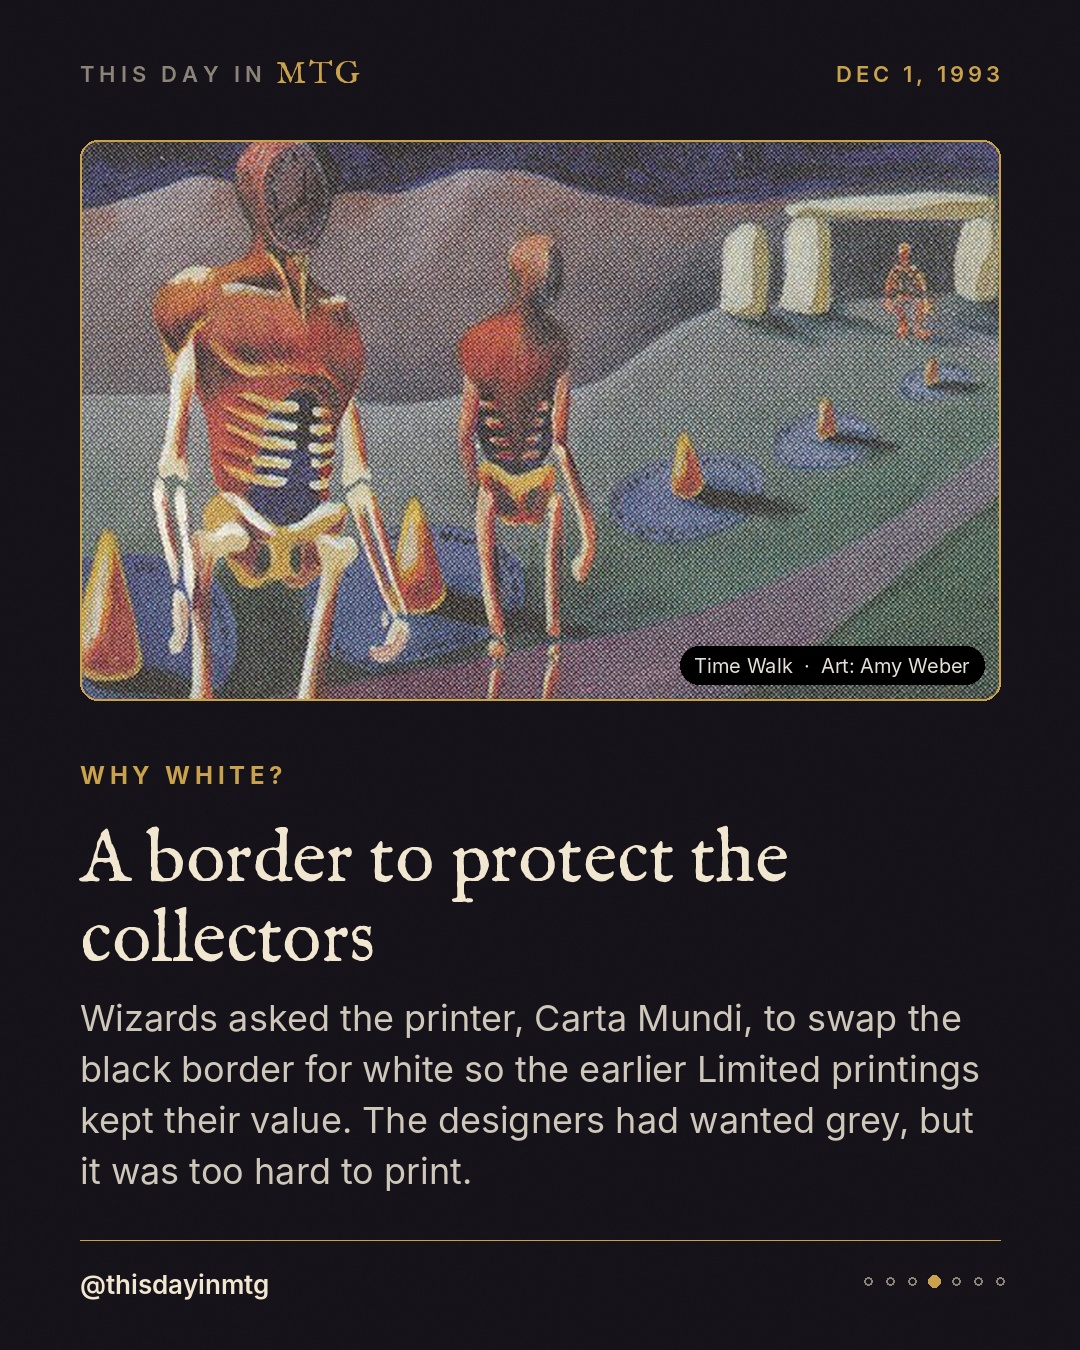 THIS DAY IN MTG
DEC 1, 1993
Time Walk · Art: Amy Weber
WHY WHITE?
A border to protect the
collectors
Wizards asked the printer, Carta Mundi, to swap the
black border for white so the earlier Limited printings
kept their value. The designers had wanted grey, but
it was too hard to print.
@thisdayinmtg